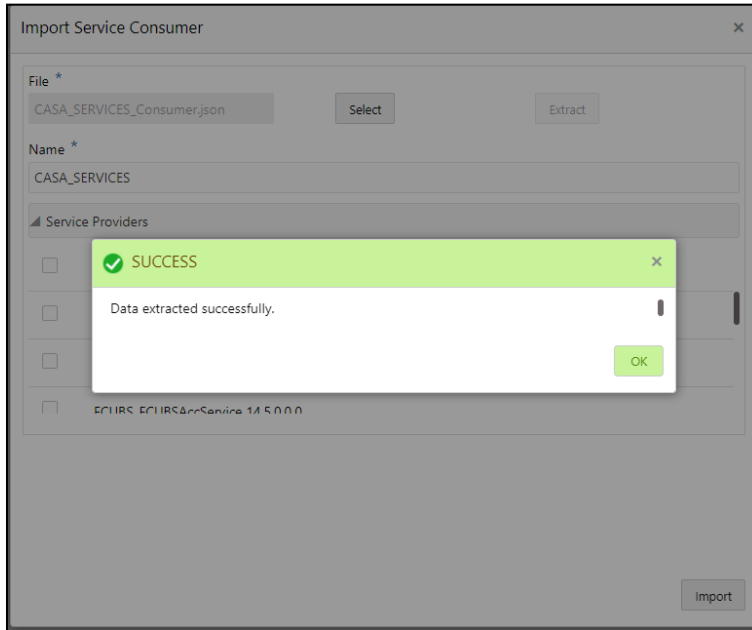 Import Service Consumer ×
File *
CASA_SERVICES_Consumer.json Select Extract
Name *
CASA_SERVICES
Service Providers
SUCCESS ×
Data extracted successfully.
OK
FCUBS_FCUBSAccService 14.5.0.0.0
Import